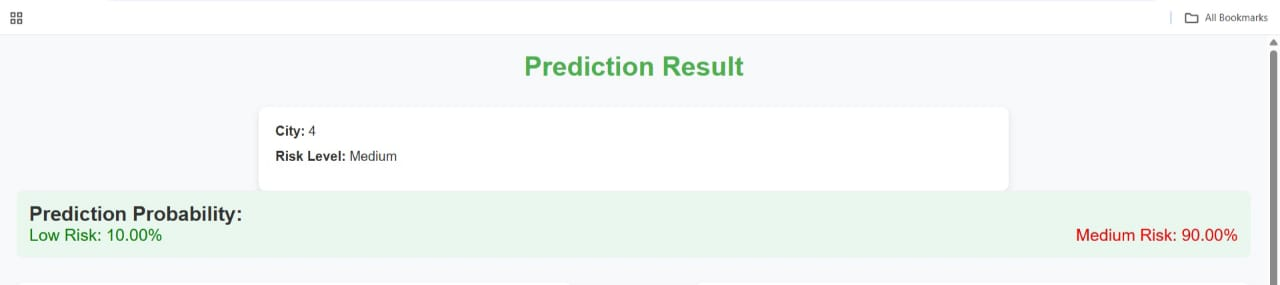 All Bookmarks
Prediction Result
City: 4
Risk Level: Medium
Prediction Probability:
Low Risk: 10.00%
Medium Risk: 90.00%